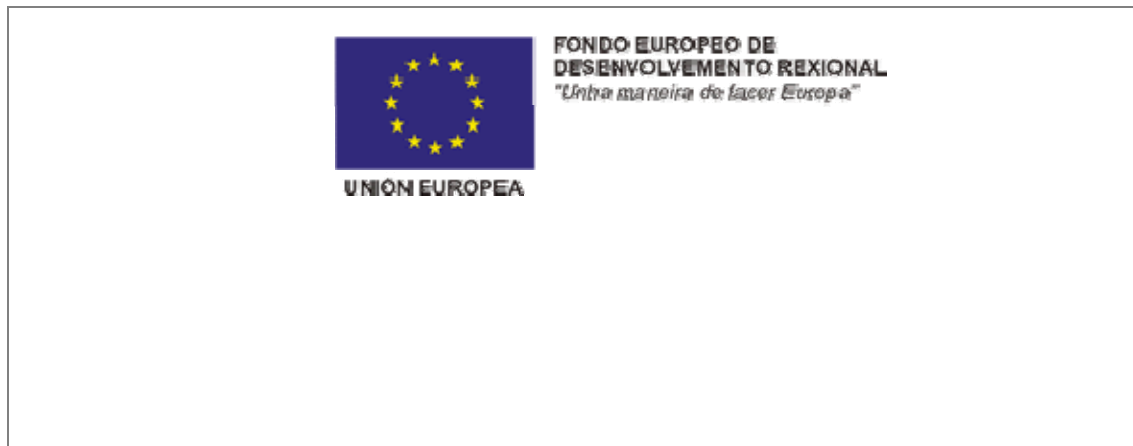 FONDO EUROPEO DE
DESENVOLVEMENTO REXIONAL
"Unha maneira de facer Europa"
UNIÓN EUROPEA